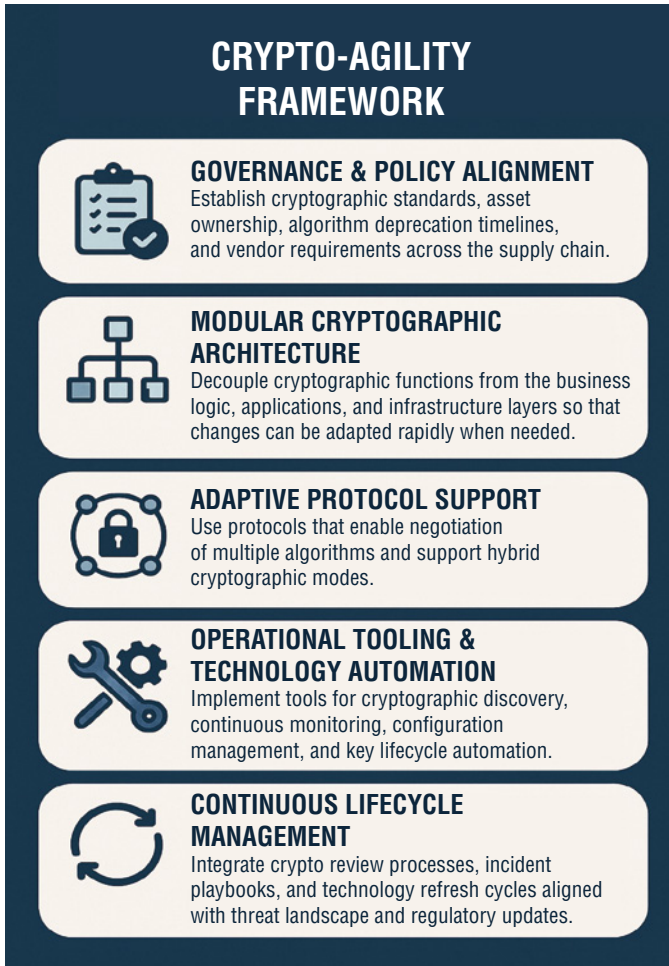 CRYPTO-AGILITY
FRAMEWORK
GOVERNANCE & POLICY ALIGNMENT
Establish cryptographic standards, asset
ownership, algorithm deprecation timelines,
and vendor requirements across the supply chain.
MODULAR CRYPTOGRAPHIC
ARCHITECTURE
Decouple cryptographic functions from the business
logic, applications, and infrastructure layers so that
changes can be adapted rapidly when needed.
ADAPTIVE PROTOCOL SUPPORT
Use protocols that enable negotiation
of multiple algorithms and support hybrid
cryptographic modes.
OPERATIONAL TOOLING &
TECHNOLOGY AUTOMATION
Implement tools for cryptographic discovery,
continuous monitoring, configuration
management, and key lifecycle automation.
CONTINUOUS LIFECYCLE
MANAGEMENT
Integrate crypto review processes, incident
playbooks, and technology refresh cycles aligned
with threat landscape and regulatory updates.